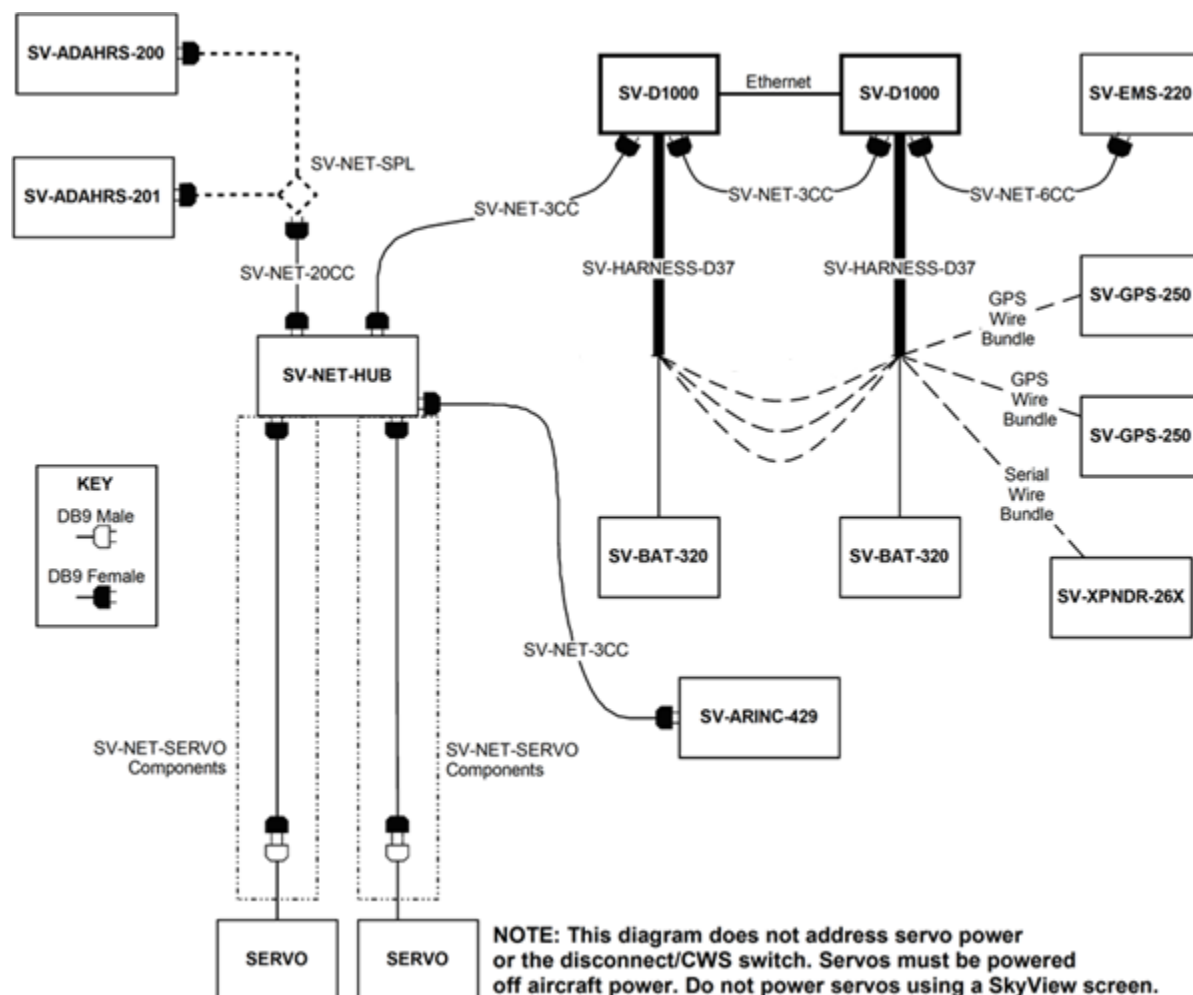 SV-ADAHRS-200
SV-ADAHRS-201
SV-NET-SPL
SV-NET-20CC
SV-NET-3CC
SV-NET-HUB
SV-D1000
Ethernet
SV-D1000
SV-EMS-220
SV-NET-3CC
SV-NET-6CC
SV-HARNESS-D37
SV-HARNESS-D37
GPS
Wire
Bundle
SV-GPS-250
GPS
Wire
Bundle
SV-GPS-250
Serial
Wire
Bundle
SV-XPNDR-26X
SV-BAT-320
SV-BAT-320
KEY
DB9 Male
DB9 Female
SV-NET-3CC
SV-ARINC-429
SV-NET-SERVO
Components
SV-NET-SERVO
Components
SERVO
SERVO
NOTE: This diagram does not address servo power
or the disconnect/CWS switch. Servos must be powered
off aircraft power. Do not power servos using a SkyView screen.